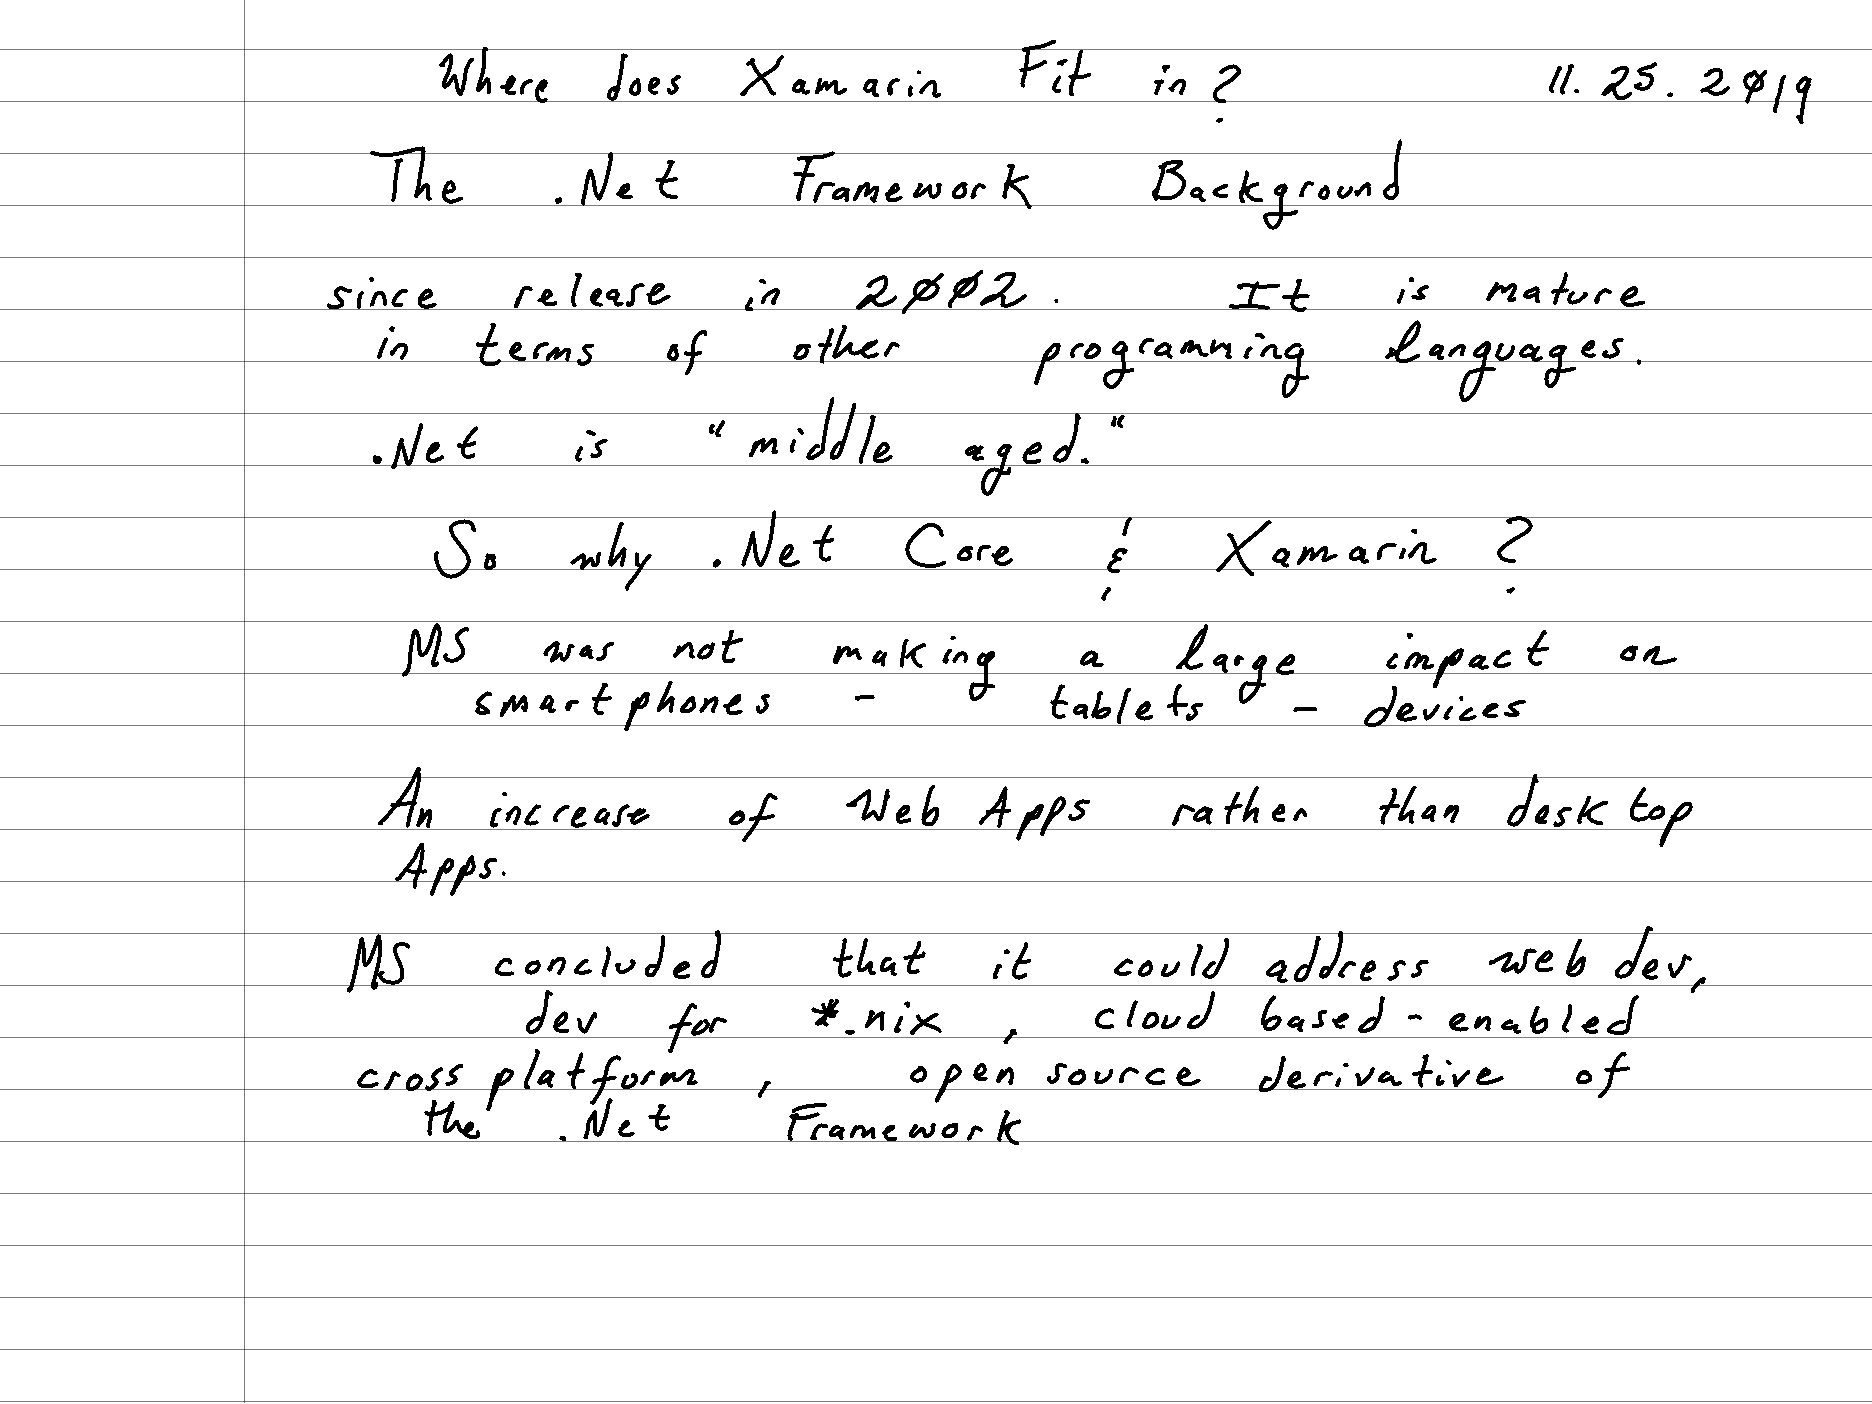 Where does Xamarin Fit in? 11.25.2019
The .Net Framework Background
since release in 2002. It is mature
in terms of other programming languages.
.Net is "middle aged."
So why .Net Core & Xamarin?
MS was not making a large impact on
smartphones - tablets - devices
An increase of Web Apps rather than desktop
Apps.
MS concluded that it could address web dev,
dev for *.nix, cloud based - enabled
cross platform, open source derivative of
the .Net Framework